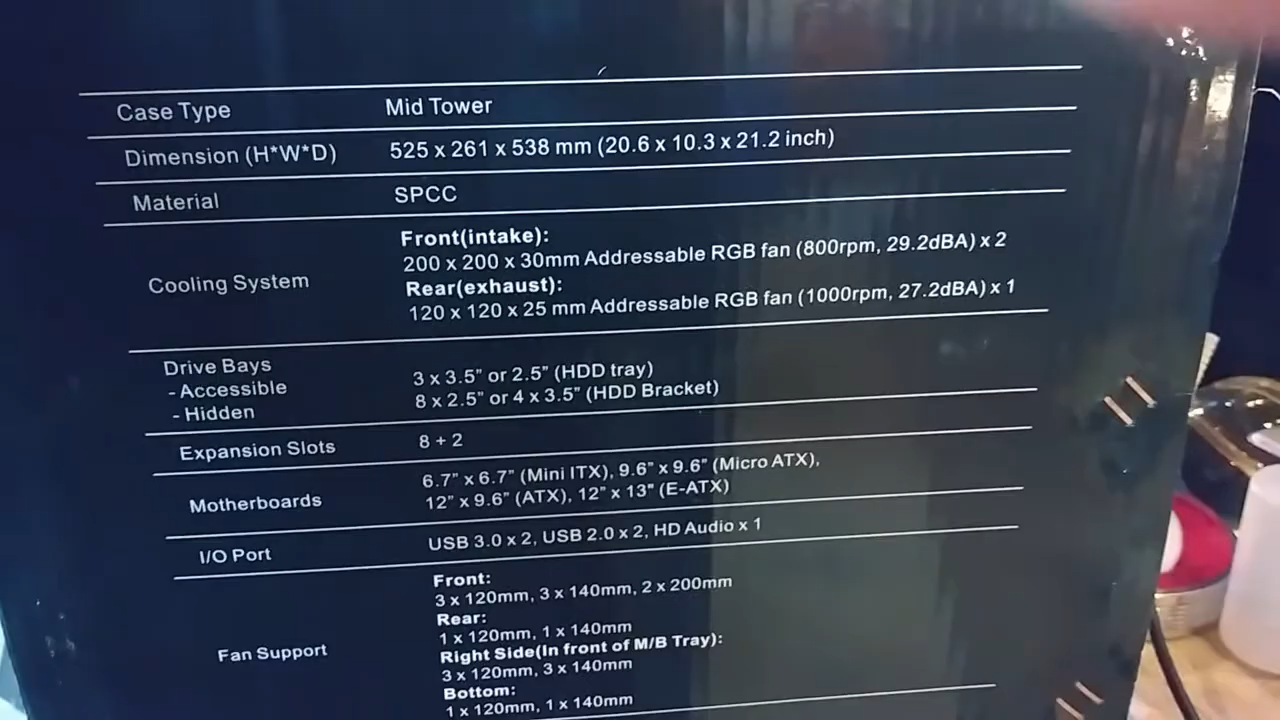 Case Type Mid Tower
Dimension (H*W*D) 525 x 261 x 538 mm (20.6 x 10.3 x 21.2 inch)
Material SPCC
Cooling System
Front(intake):
200 x 200 x 30mm Addressable RGB fan (800rpm, 29.2dBA) x 2
Rear(exhaust):
120 x 120 x 25 mm Addressable RGB fan (1000rpm, 27.2dBA) x 1
Drive Bays
- Accessible 3 x 3.5” or 2.5” (HDD tray)
- Hidden 8 x 2.5” or 4 x 3.5” (HDD Bracket)
Expansion Slots 8 + 2
Motherboards
6.7” x 6.7” (Mini ITX), 9.6” x 9.6” (Micro ATX),
12” x 9.6” (ATX), 12” x 13” (E-ATX)
I/O Port USB 3.0 x 2, USB 2.0 x 2, HD Audio x 1
Fan Support
Front:
3 x 120mm, 3 x 140mm, 2 x 200mm
Rear:
1 x 120mm, 1 x 140mm
Right Side(In front of M/B Tray):
3 x 120mm, 3 x 140mm
Bottom:
1 x 120mm, 1 x 140mm